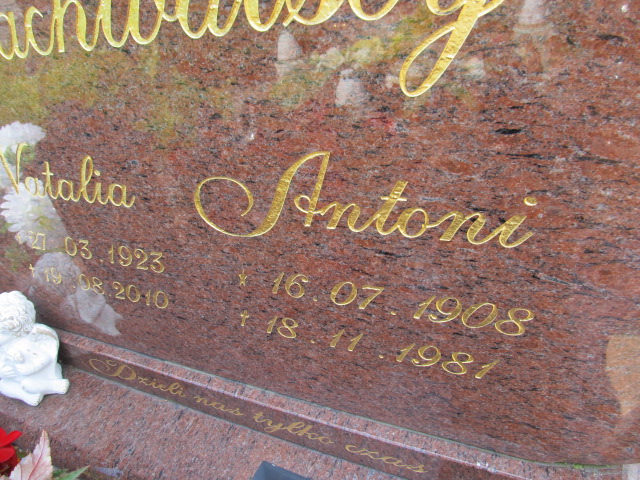 Natalia
* 27.03.1923
† 19.08.2010
Antoni
* 16.07.1908
† 18.11.1981
Dzieli nas tylko czas